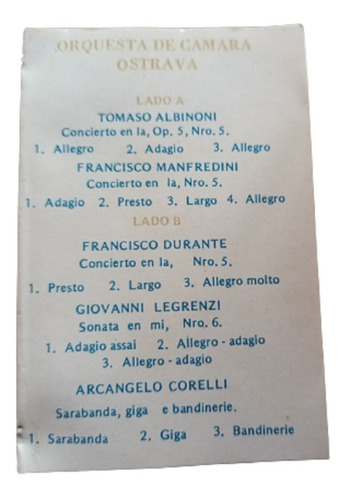 ORQUESTA DE CAMARA
OSTRAVA
LADO A
TOMASO ALBINONI
Concierto en la, Op. 5, Nro. 5.
1. Allegro 2. Adagio 3. Allegro
FRANCISCO MANFREDINI
Concierto en la, Nro. 5.
1. Adagio 2. Presto 3. Largo 4. Allegro
LADO B
FRANCISCO DURANTE
Concierto en la, Nro. 5.
1. Presto 2. Largo 3. Allegro molto
GIOVANNI LEGRENZI
Sonata en mi, Nro. 6.
1. Adagio assai 2. Allegro - adagio
3. Allegro - adagio
ARCANGELO CORELLI
Sarabanda, giga e bandinerie.
1. Sarabanda 2. Giga 3. Bandinerie